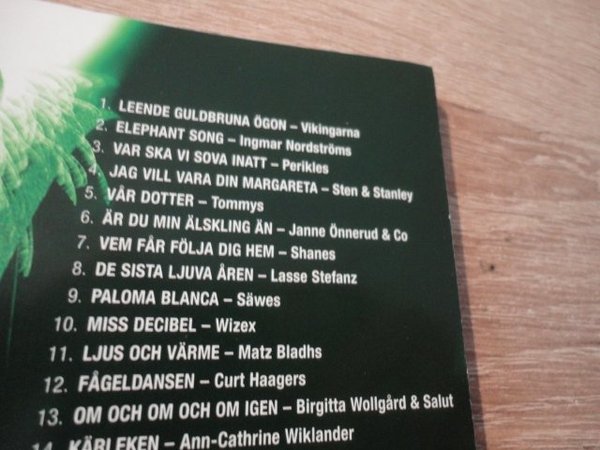 1. LEENDE GULDBRUNA ÖGON – Vikingarna
2. ELEPHANT SONG – Ingmar Nordströms
3. VAR SKA VI SOVA INATT – Perikles
4. JAG VILL VARA DIN MARGARETA – Sten & Stanley
5. VÅR DOTTER – Tommys
6. ÄR DU MIN ÄLSKLING ÄN – Janne Önnerud & Co
7. VEM FÅR FÖLJA DIG HEM – Shanes
8. DE SISTA LJUVA ÅREN – Lasse Stefanz
9. PALOMA BLANCA – Säwes
10. MISS DECIBEL – Wizex
11. LJUS OCH VÄRME – Matz Bladhs
12. FÅGELDANSEN – Curt Haagers
13. OM OCH OM OCH OM IGEN – Birgitta Wollgård & Salut
14. KÄRLEKEN – Ann-Cathrine Wiklander